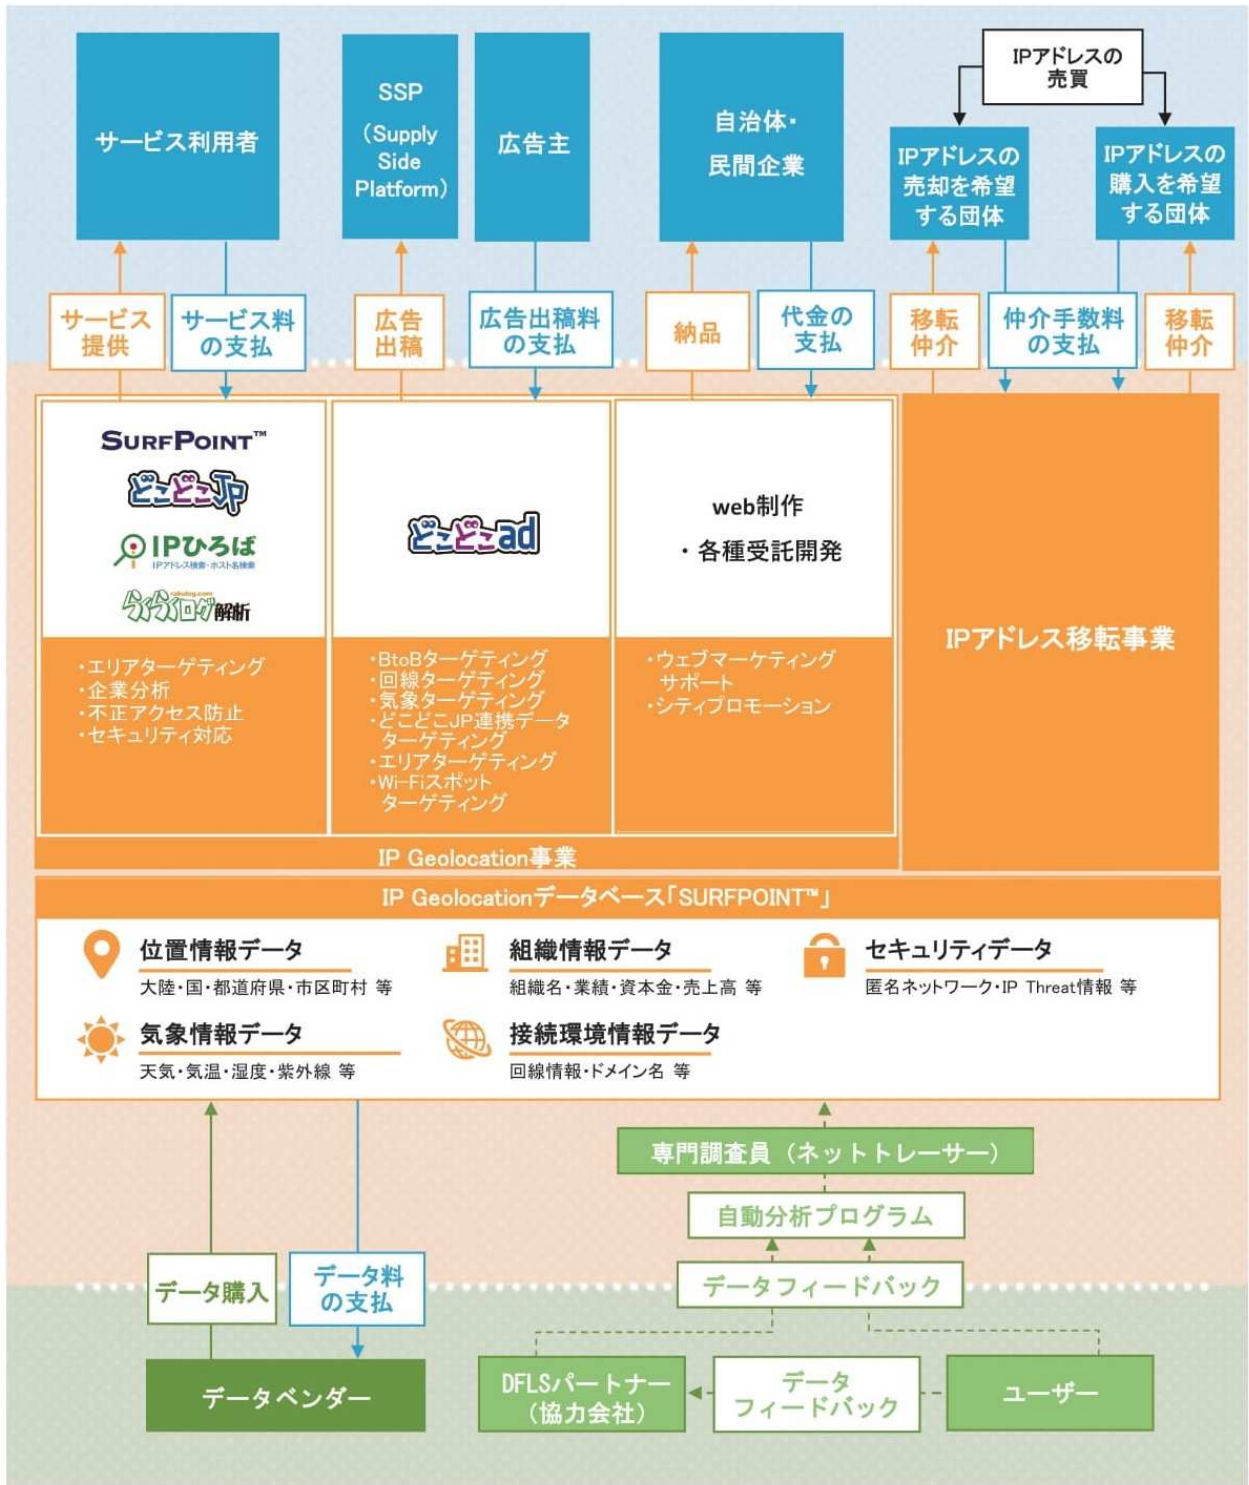 IPアドレスの
売買
サービス利用者
SSP
(Supply
Side
Platform)
広告主
自治体・
民間企業
IPアドレスの
売却を希望
する団体
IPアドレスの
購入を希望
する団体
サービス
提供
サービス料
の支払
広告
出稿
広告出稿料
の支払
納品
代金の
支払
移転
仲介
仲介手数料
の支払
移転
仲介
SURFPOINT™
どこどこJP
IPひろば
IPアドレス検索・ホスト名検索
rakulog.com
らくらくログ解析
・エリアターゲティング
・企業分析
・不正アクセス防止
・セキュリティ対応
どこどこad
・BtoBターゲティング
・回線ターゲティング
・気象ターゲティング
・どこどこJP連携データ
ターゲティング
・エリアターゲティング
・Wi-Fiスポット
ターゲティング
web制作
・各種受託開発
・ウェブマーケティング
サポート
・シティプロモーション
IPアドレス移転事業
IP Geolocation事業
IP Geolocationデータベース「SURFPOINT™」
位置情報データ
大陸・国・都道府県・市区町村 等
組織情報データ
組織名・業績・資本金・売上高 等
セキュリティデータ
匿名ネットワーク・IP Threat情報 等
気象情報データ
天気・気温・湿度・紫外線 等
接続環境情報データ
回線情報・ドメイン名 等
専門調査員（ネットトレーサー）
自動分析プログラム
データフィードバック
データ購入
データ料
の支払
データベンダー
DFLSパートナー
（協力会社）
データ
フィードバック
ユーザー